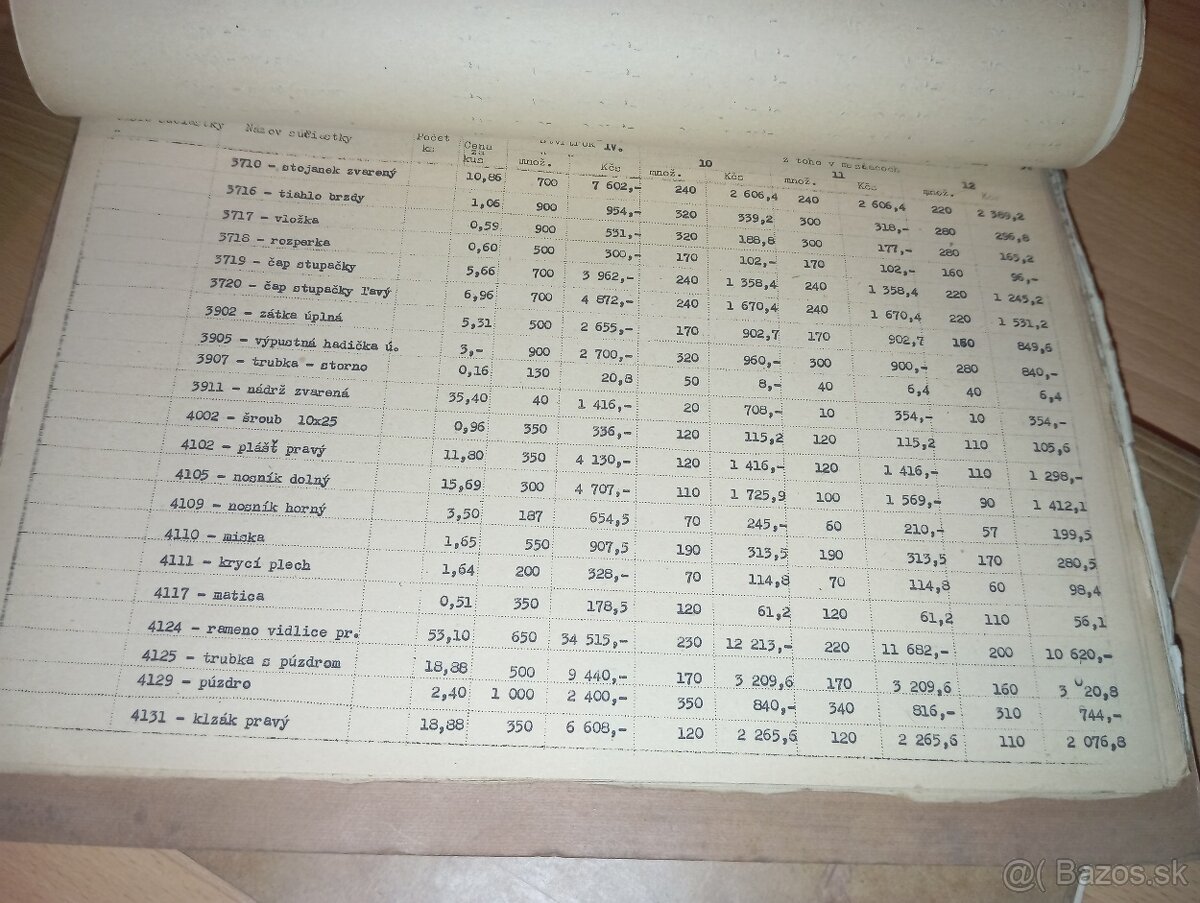 Názov súčiastky Počet ks Cenu za kus IV. z toho v mesiacoch
množ. Kčs 10 množ. Kčs 11 množ. Kčs 12 množ. Kčs
3710 - stojanek zvarený 10,86 700 7 602,- 240 2 606,4 240 2 606,4 220 2 389,2
3716 - tiahlo brzdy 1,06 900 954,- 320 339,2 300 318,- 280 296,8
3717 - vložka 0,59 900 531,- 320 188,8 300 177,- 280 165,2
3718 - rozperka 0,60 500 300,- 170 102,- 170 102,- 160 96,-
3719 - čap stupačky 5,66 700 3 962,- 240 1 358,4 240 1 358,4 220 1 245,2
3720 - čap stupačky ľavý 6,96 700 4 872,- 240 1 670,4 240 1 670,4 220 1 531,2
3902 - zátka úplná 5,31 500 2 655,- 170 902,7 170 902,7 160 849,6
3905 - výpustná hadička ú. 3,- 900 2 700,- 320 960,- 300 900,- 280 840,-
3907 - trubka - storno 0,16 130 20,8 50 8,- 40 6,4 40 6,4
3911 - nádrž zvarená 35,40 40 1 416,- 20 708,- 10 354,- 10 354,-
4002 - šroub 10x25 0,96 350 336,- 120 115,2 120 115,2 110 105,6
4102 - plášť pravý 11,80 350 4 130,- 120 1 416,- 120 1 416,- 110 1 298,-
4105 - nosník dolný 15,69 300 4 707,- 110 1 725,9 100 1 569,- 90 1 412,1
4109 - nosník horný 3,50 187 654,5 70 245,- 60 210,- 57 199,5
4110 - miska 1,65 550 907,5 190 313,5 190 313,5 170 280,5
4111 - krycí plech 1,64 200 328,- 70 114,8 70 114,8 60 98,4
4117 - matica 0,51 350 178,5 120 61,2 120 61,2 110 56,1
4124 - rameno vidlice pr. 53,10 650 34 515,- 230 12 213,- 220 11 682,- 200 10 620,-
4125 - trubka s púzdrom 18,88 500 9 440,- 170 3 209,6 170 3 209,6 160 3 020,8
4129 - púzdro 2,40 1 000 2 400,- 350 840,- 340 816,- 310 744,-
4131 - klzák pravý 18,88 350 6 608,- 120 2 265,6 120 2 265,6 110 2 076,8
@( Bazos.sk